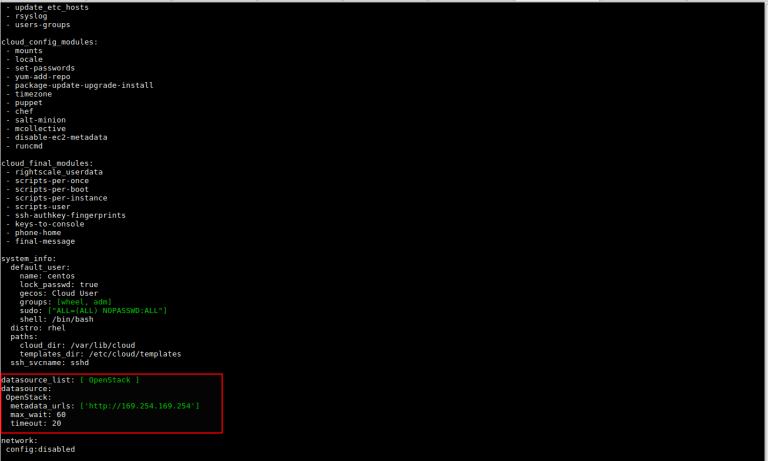 - update_etc_hosts
- rsyslog
- users-groups
cloud_config_modules:
- mounts
- locale
- set-passwords
- yum-add-repo
- package-update-upgrade-install
- timezone
- puppet
- chef
- salt-minion
- mcollective
- disable-ec2-metadata
- runcmd
cloud_final_modules:
- rightscale_userdata
- scripts-per-once
- scripts-per-boot
- scripts-per-instance
- scripts-user
- ssh-authkey-fingerprints
- keys-to-console
- phone-home
- final-message
system_info:
default_user:
name: centos
lock_passwd: true
gecos: Cloud User
groups: [wheel, adm]
sudo: ["ALL=(ALL) NOPASSWD:ALL"]
shell: /bin/bash
distro: rhel
paths:
cloud_dir: /var/lib/cloud
templates_dir: /etc/cloud/templates
ssh_svcname: sshd
datasource_list: [ OpenStack ]
datasource:
OpenStack:
metadata_urls: ['http://169.254.169.254']
max_wait: 60
timeout: 20
network:
config:disabled